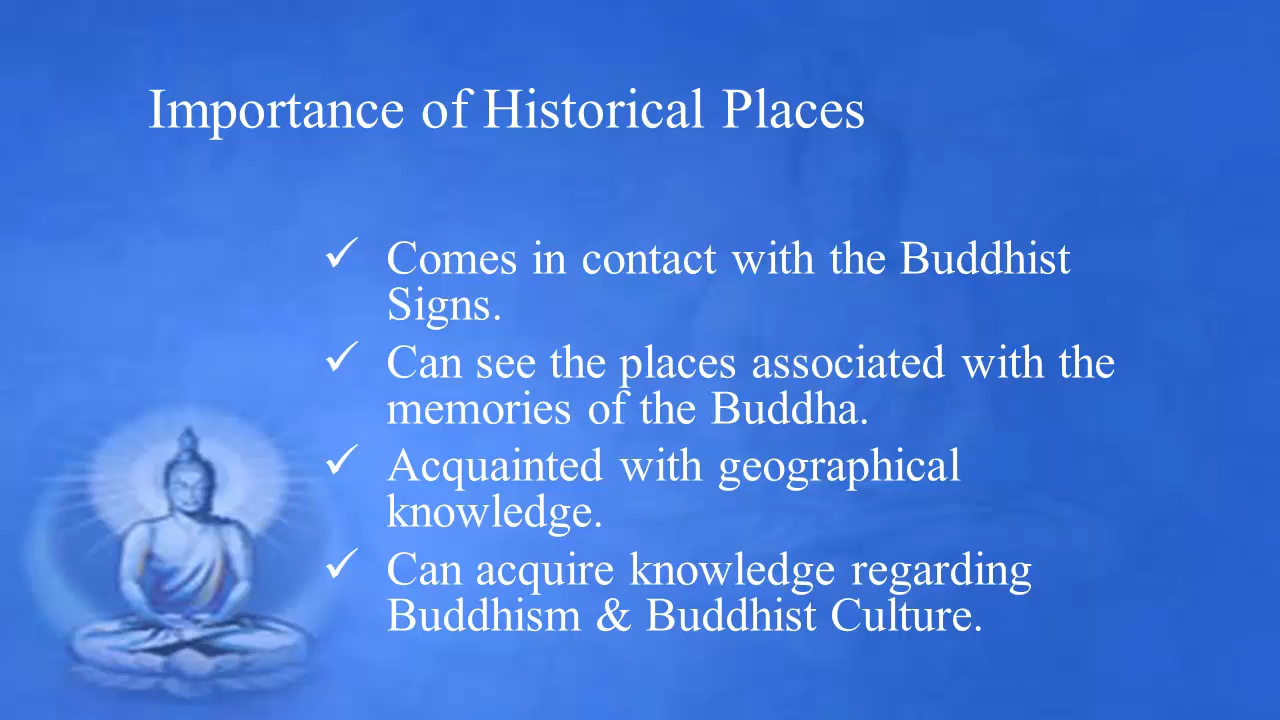 Importance of Historical Places
✓ Comes in contact with the Buddhist
Signs.
✓ Can see the places associated with the
memories of the Buddha.
✓ Acquainted with geographical
knowledge.
✓ Can acquire knowledge regarding
Buddhism & Buddhist Culture.